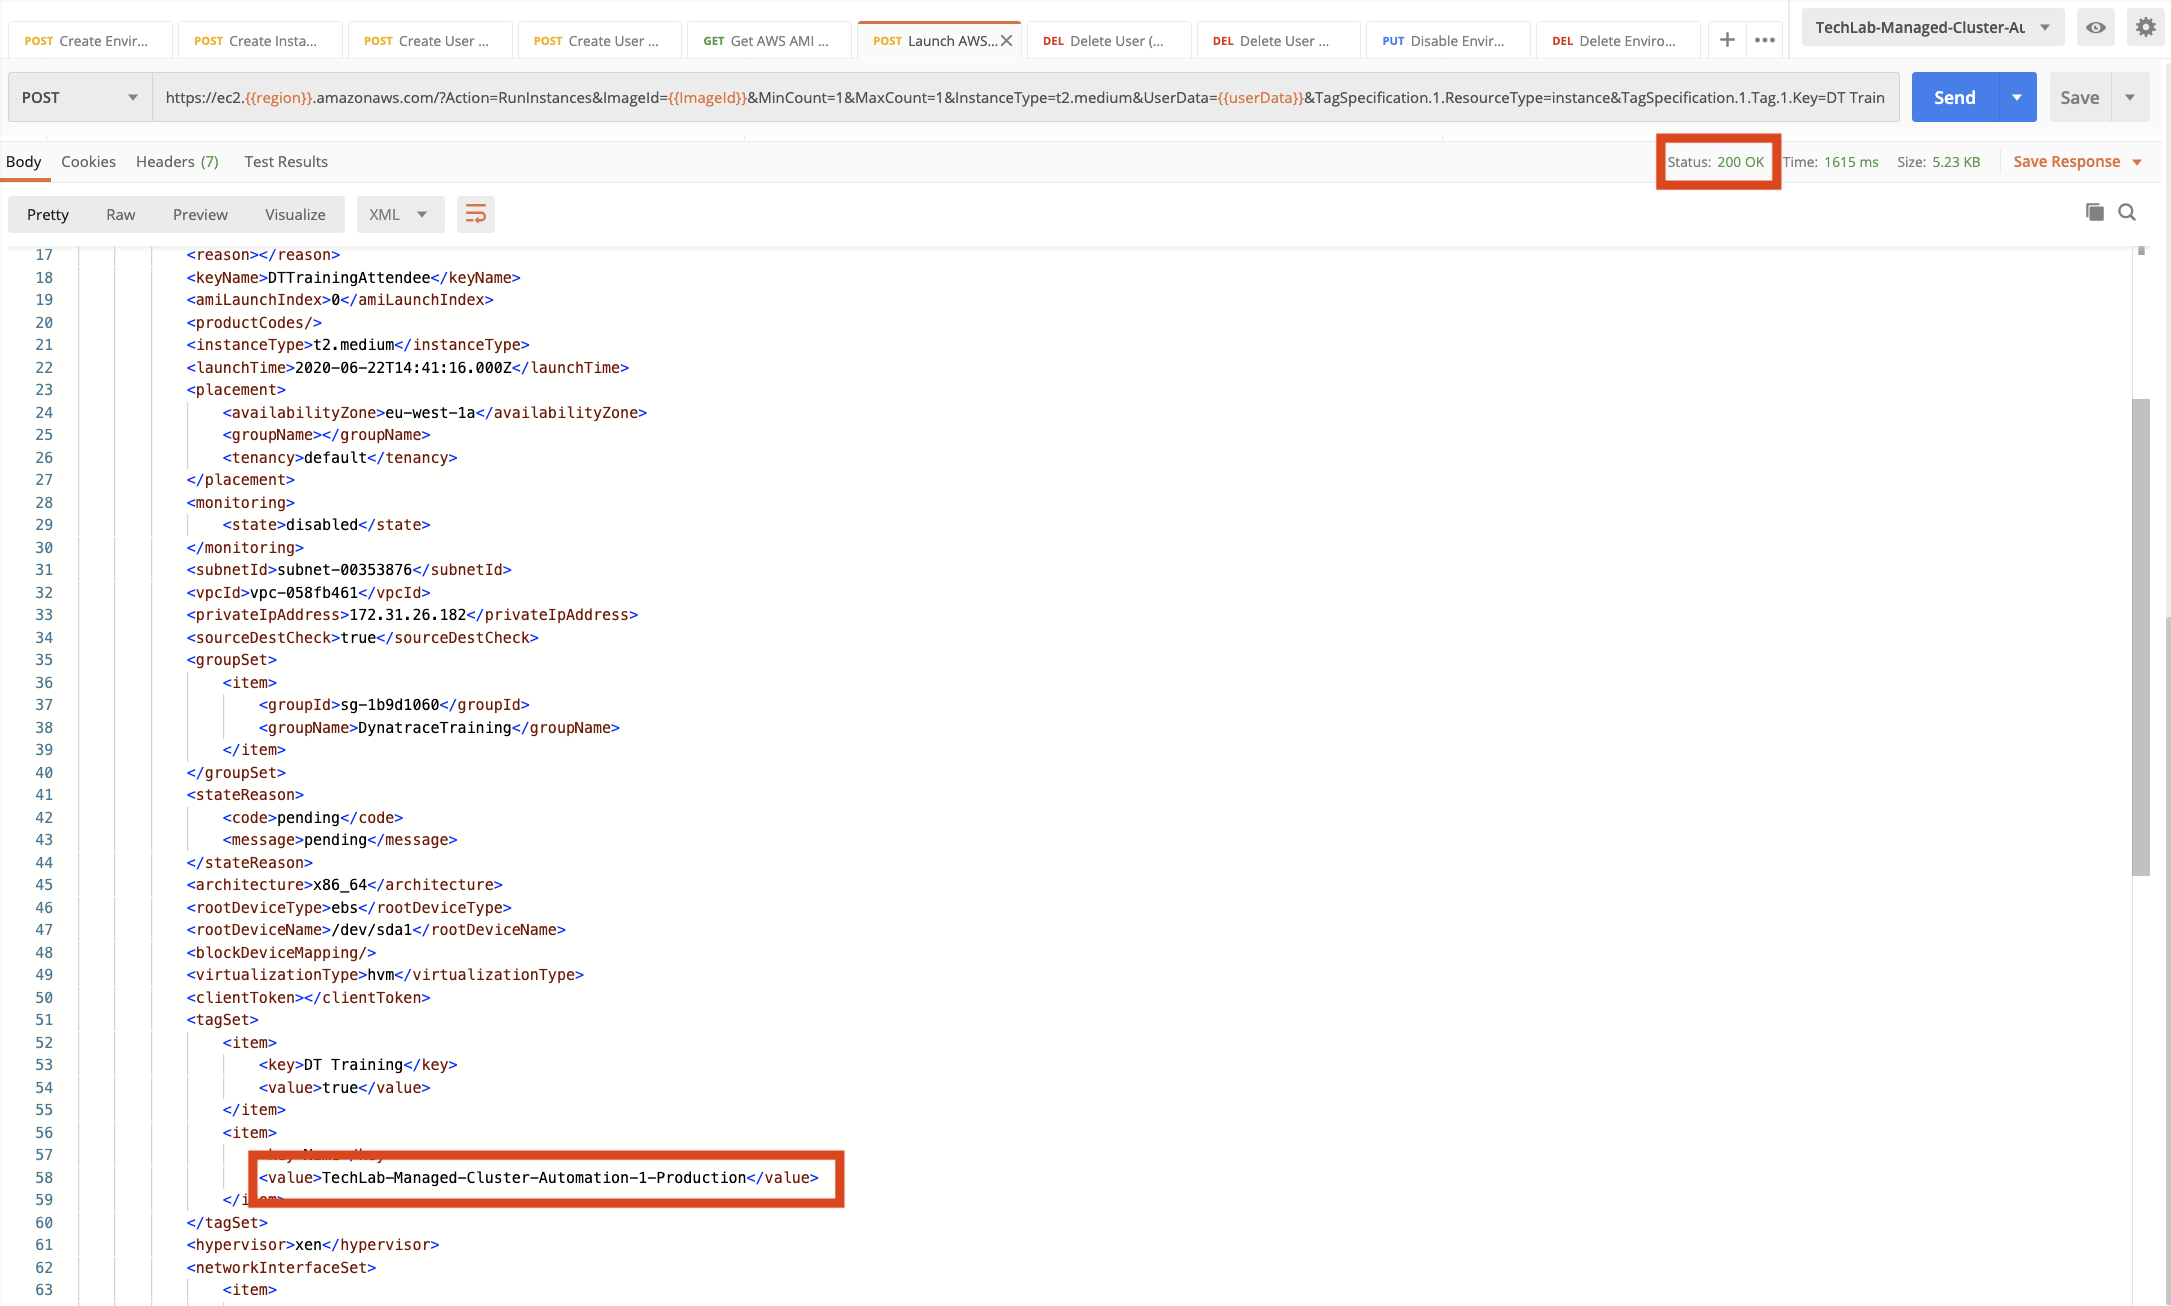 POST Create Envir...
POST Create Insta...
POST Create User ...
POST Create User ...
GET Get AWS AMI ...
POST Launch AWS...
DEL Delete User (...
DEL Delete User ...
PUT Disable Envir...
DEL Delete Enviro...
TechLab-Managed-Cluster-Au
POST
https://ec2.{{region}}.amazonaws.com/?Action=RunInstances&ImageId={{ImageId}}&MinCount=1&MaxCount=1&InstanceType=t2.medium&UserData={{userData}}&TagSpecification.1.ResourceType=instance&TagSpecification.1.Tag.1.Key=DT Train
Send
Save
Body Cookies Headers (7) Test Results
Status: 200 OK Time: 1615 ms Size: 5.23 KB Save Response
Pretty Raw Preview Visualize XML
17 <reason></reason>
18 <keyName>DTTrainingAttendee</keyName>
19 <amiLaunchIndex>0</amiLaunchIndex>
20 <productCodes/>
21 <instanceType>t2.medium</instanceType>
22 <launchTime>2020-06-22T14:41:16.000Z</launchTime>
23 <placement>
24 <availabilityZone>eu-west-1a</availabilityZone>
25 <groupName></groupName>
26 <tenancy>default</tenancy>
27 </placement>
28 <monitoring>
29 <state>disabled</state>
30 </monitoring>
31 <subnetId>subnet-00353876</subnetId>
32 <vpcId>vpc-058fb461</vpcId>
33 <privateIpAddress>172.31.26.182</privateIpAddress>
34 <sourceDestCheck>true</sourceDestCheck>
35 <groupSet>
36 <item>
37 <groupId>sg-1b9d1060</groupId>
38 <groupName>DynatraceTraining</groupName>
39 </item>
40 </groupSet>
41 <stateReason>
42 <code>pending</code>
43 <message>pending</message>
44 </stateReason>
45 <architecture>x86_64</architecture>
46 <rootDeviceType>ebs</rootDeviceType>
47 <rootDeviceName>/dev/sda1</rootDeviceName>
48 <blockDeviceMapping/>
49 <virtualizationType>hvm</virtualizationType>
50 <clientToken></clientToken>
51 <tagSet>
52 <item>
53 <key>DT Training</key>
54 <value>true</value>
55 </item>
56 <item>
57
58 <value>TechLab-Managed-Cluster-Automation-1-Production</value>
59 </item>
60 </tagSet>
61 <hypervisor>xen</hypervisor>
62 <networkInterfaceSet>
63 <item>